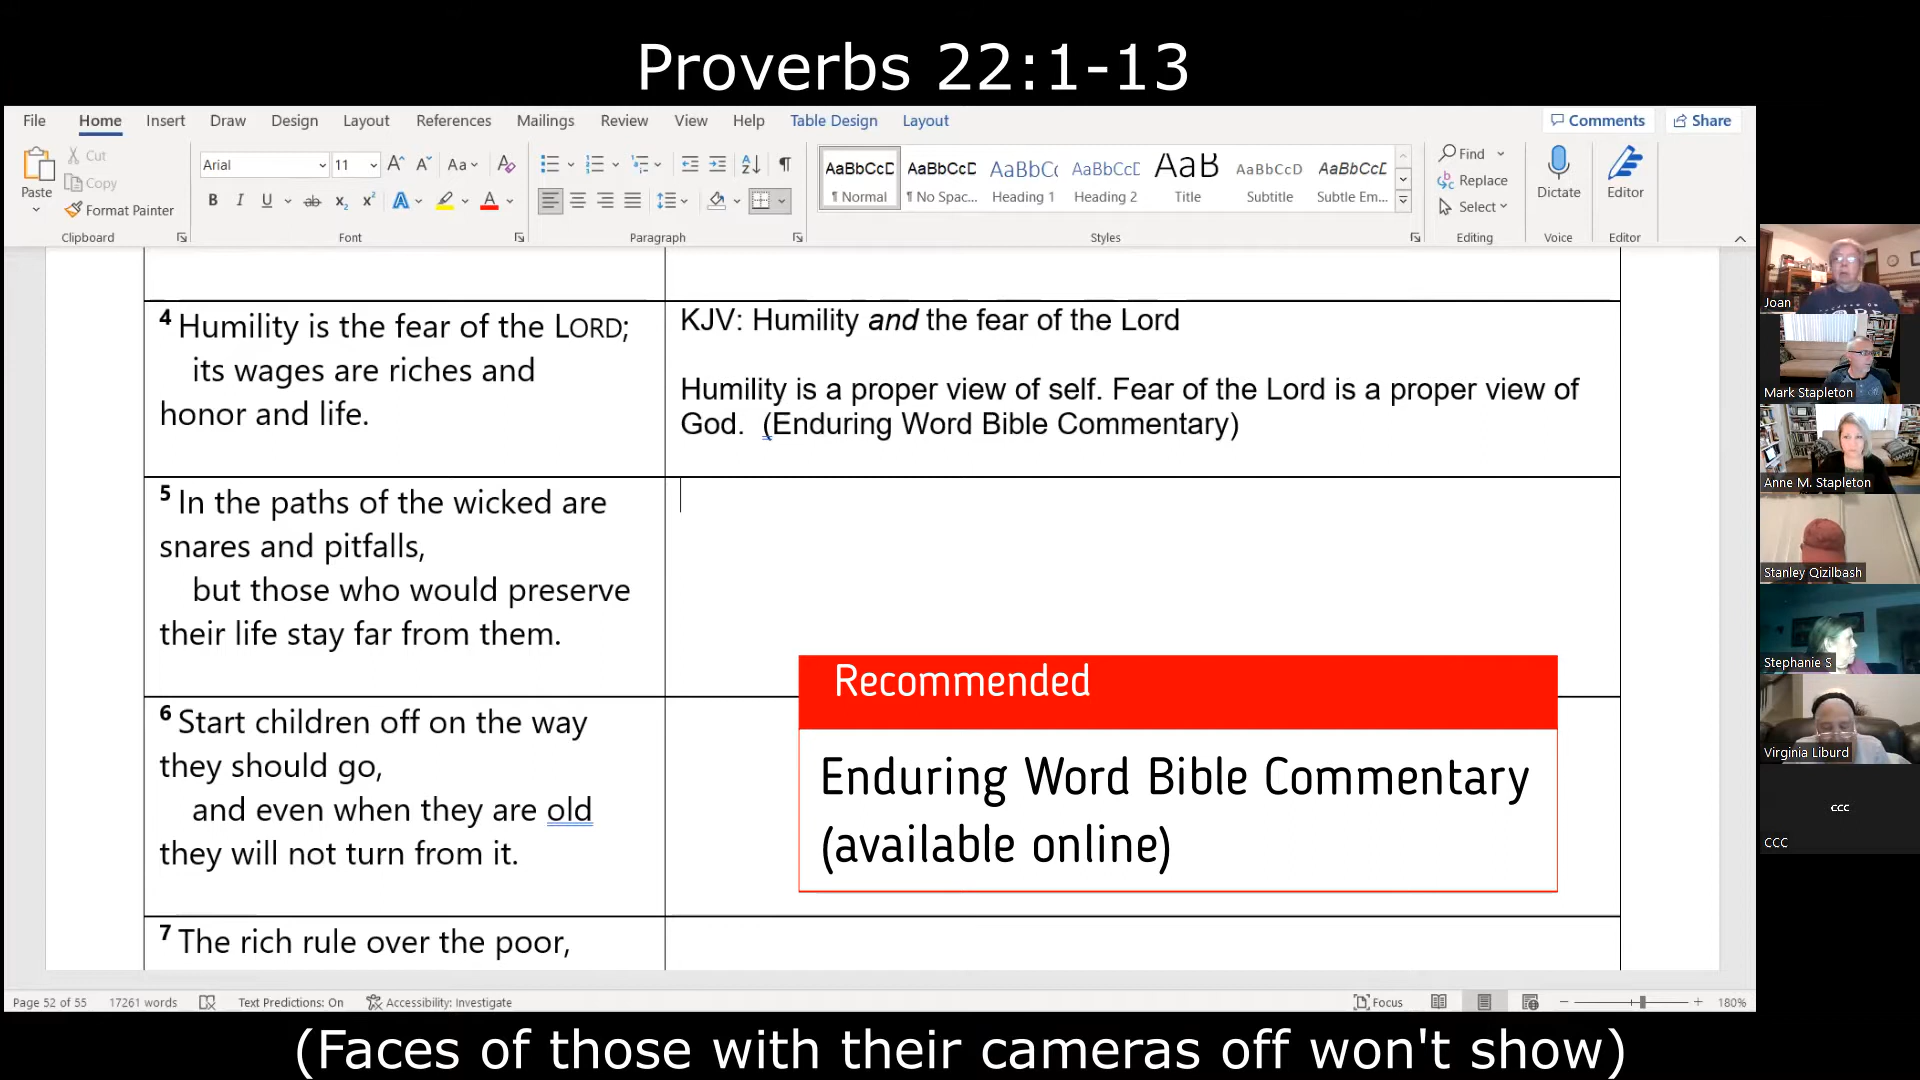 Proverbs 22:1-13
File Home Insert Draw Design Layout References Mailings Review View Help Table Design Layout Comments Share
Paste
Cut
Copy
Format Painter
Clipboard
Arial 11
Font
Paragraph
AaBbCcD AaBbCcD AaBbCc AaBbCcD AaB AaBbCcD AaBbCcD
¶ Normal ¶ No Spac... Heading 1 Heading 2 Title Subtitle Subtle Em...
Styles
Find
Replace
Select
Editing
Dictate
Voice
Editor
Editor
4 Humility is the fear of the LORD;
its wages are riches and
honor and life.
KJV: Humility and the fear of the Lord
Humility is a proper view of self. Fear of the Lord is a proper view of
God. (Enduring Word Bible Commentary)
5 In the paths of the wicked are
snares and pitfalls,
but those who would preserve
their life stay far from them.
6 Start children off on the way
they should go,
and even when they are old
they will not turn from it.
7 The rich rule over the poor,
Recommended
Enduring Word Bible Commentary
(available online)
Joan
Mark Stapleton
Anne M. Stapleton
Stanley Qizilbash
Stephanie S
Virginia Liburd
CCC
CCC
Page 52 of 55 17261 words Text Predictions: On Accessibility: Investigate Focus 180%
(Faces of those with their cameras off won't show)